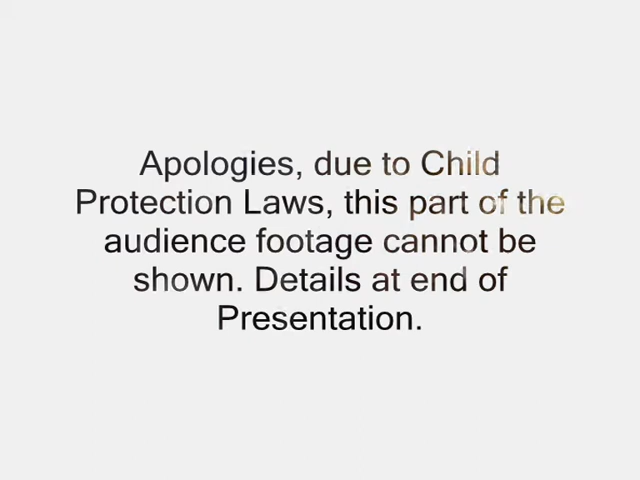 Apologies, due to Child
Protection Laws, this part of the
audience footage cannot be
shown. Details at end of
Presentation.